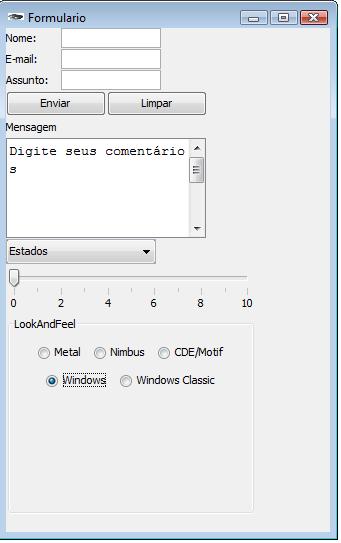 Formulario
Nome:
E-mail:
Assunto:
Enviar Limpar
Mensagem
Digite seus comentário
s
Estados
0 2 4 6 8 10
LookAndFeel
Metal Nimbus CDE/Motif
Windows Windows Classic